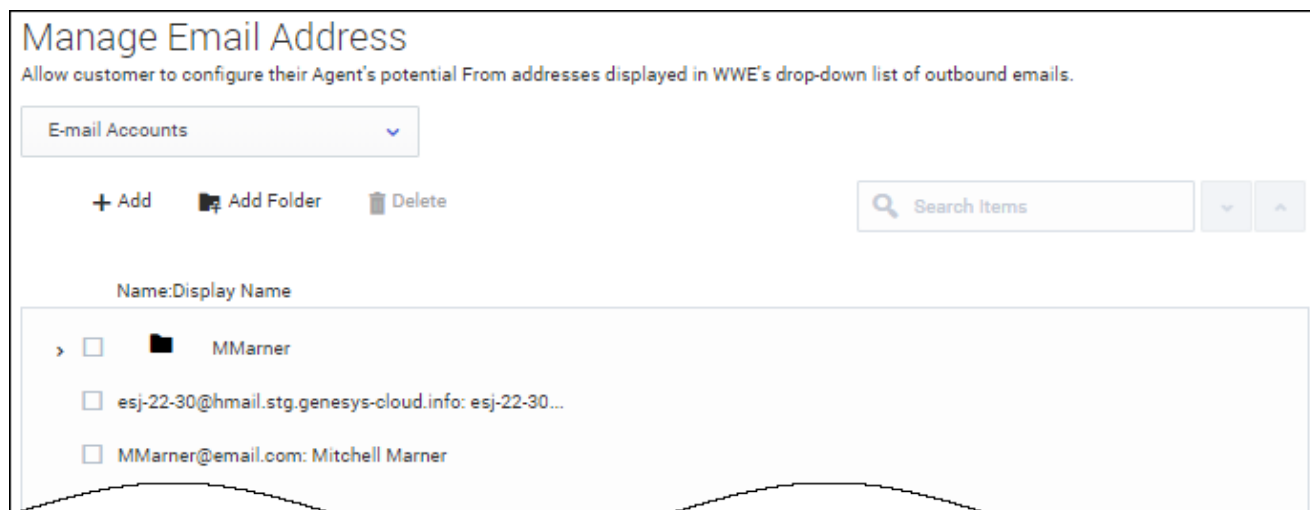 Manage Email Address
Allow customer to configure their Agent's potential From addresses displayed in WWE's drop-down list of outbound emails.
E-mail Accounts
Add Add Folder Delete Search Items
Name:Display Name
MMarner
esj-22-30@hmail.stg.genesys-cloud.info: esj-22-30...
MMarner@email.com: Mitchell Marner